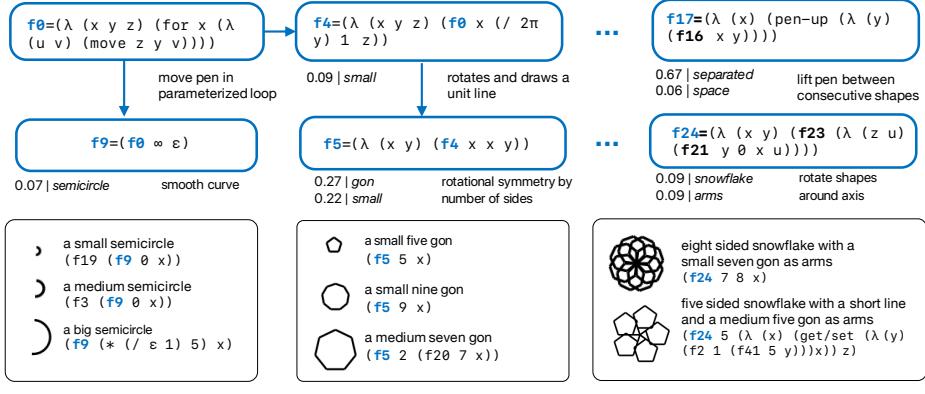 f0=(λ (x y z) (for x (λ
(u v) (move z y v))))
f4=(λ (x y z) (f0 x (/ 2π
y) 1 z))
...
f17=(λ (x) (pen-up (λ (y)
(f16 x y))))
move pen in
parameterized loop
0.09 | small
rotates and draws a
unit line
0.67 | separated
0.06 | space
lift pen between
consecutive shapes
f9=(f0 ∞ ε)
f5=(λ (x y) (f4 x x y))
...
f24=(λ (x y) (f23 (λ (z u)
(f21 y 0 x u))))
0.07 | semicircle
smooth curve
0.27 | gon
0.22 | small
rotational symmetry by
number of sides
0.09 | snowflake
0.09 | arms
rotate shapes
around axis
a small semicircle
(f19 (f9 0 x))
a medium semicircle
(f3 (f9 0 x))
a big semicircle
(f9 (* (/ ε 1) 5) x)
a small five gon
(f5 5 x)
a small nine gon
(f5 9 x)
a medium seven gon
(f5 2 (f20 7 x))
eight sided snowflake with a
small seven gon as arms
(f24 7 8 x)
five sided snowflake with a short line
and a medium five gon as arms
(f24 5 (λ (x) (get/set (λ (y)
(f2 1 (f41 5 y)))x)) z)